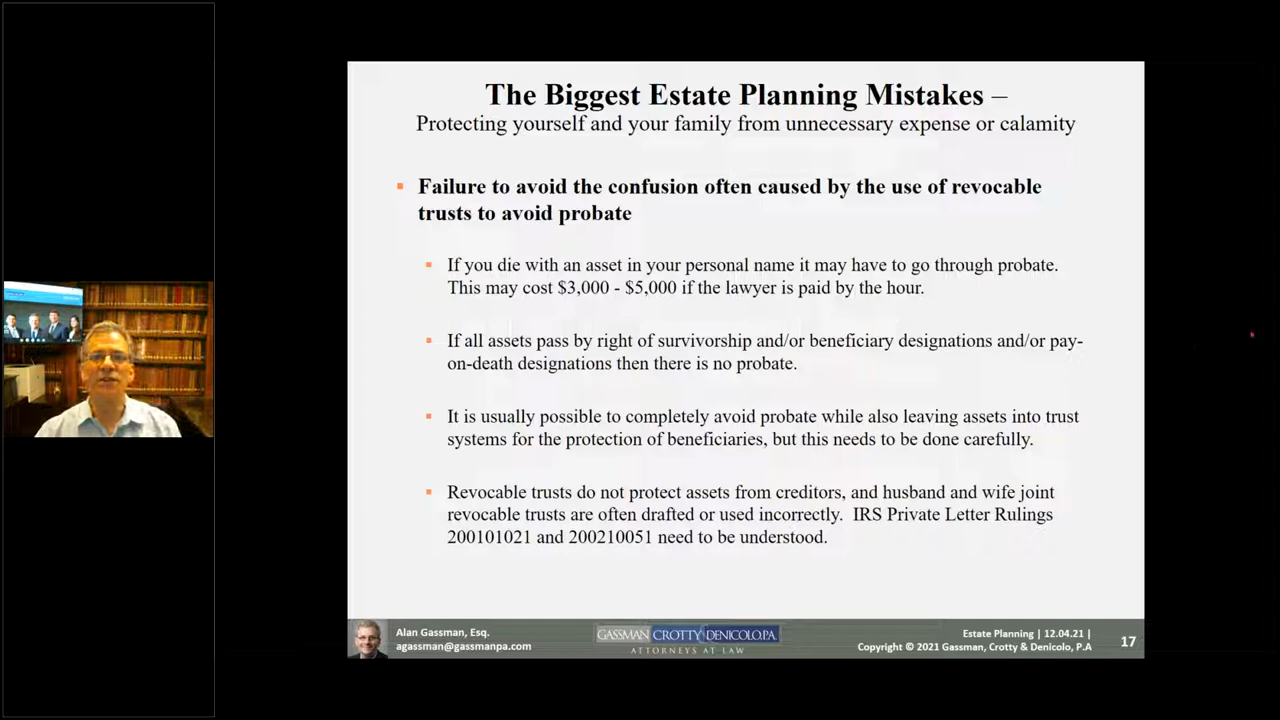 The Biggest Estate Planning Mistakes –
Protecting yourself and your family from unnecessary expense or calamity
▪ Failure to avoid the confusion often caused by the use of revocable
trusts to avoid probate
▪ If you die with an asset in your personal name it may have to go through probate.
This may cost $3,000 - $5,000 if the lawyer is paid by the hour.
▪ If all assets pass by right of survivorship and/or beneficiary designations and/or pay-
on-death designations then there is no probate.
▪ It is usually possible to completely avoid probate while also leaving assets into trust
systems for the protection of beneficiaries, but this needs to be done carefully.
▪ Revocable trusts do not protect assets from creditors, and husband and wife joint
revocable trusts are often drafted or used incorrectly. IRS Private Letter Rulings
200101021 and 200210051 need to be understood.
Alan Gassman, Esq.
agassman@gassmanpa.com
GASSMAN CROTTY DENICOLO, P.A.
ATTORNEYS AT LAW
Estate Planning | 12.04.21 |
Copyright © 2021 Gassman, Crotty & Denicolo, P.A
17